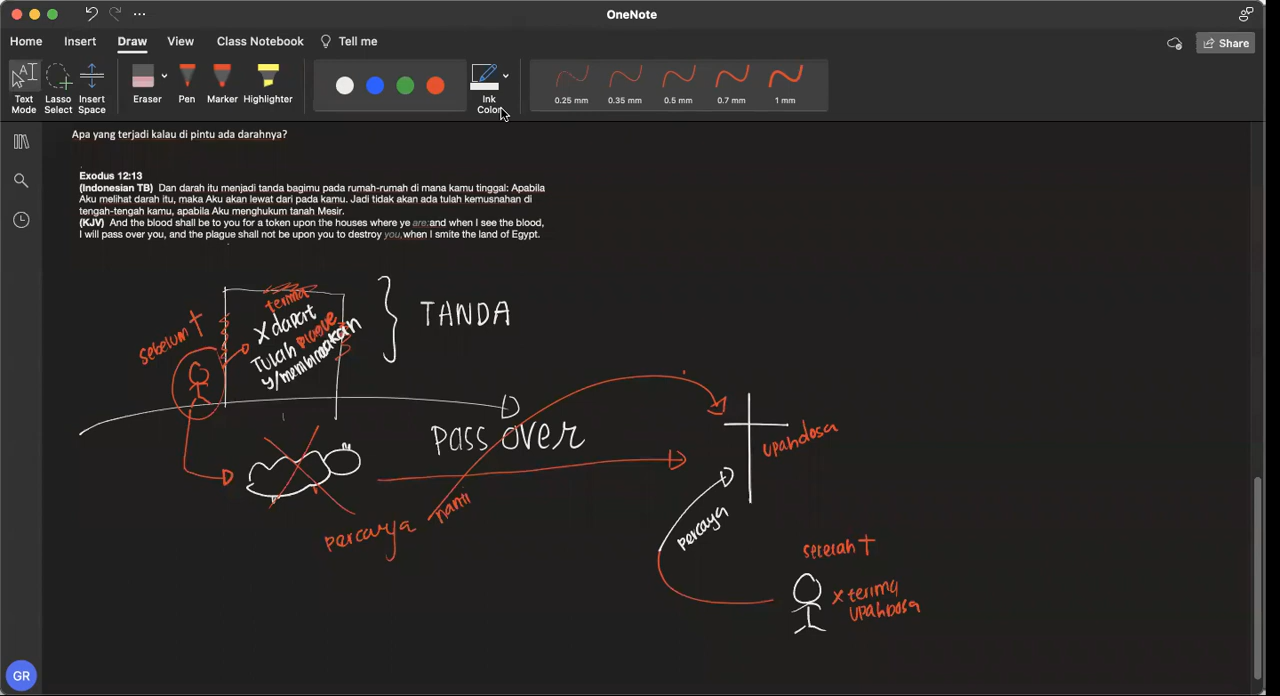 OneNote
Home Insert Draw View Class Notebook Tell me
Share
Text Mode
Lasso Select
Insert Space
Eraser
Pen
Marker
Highlighter
Ink Color
0.25 mm
0.35 mm
0.5 mm
0.7 mm
1 mm
Apa yang terjadi kalau di pintu ada darahnya?
Exodus 12:13
(Indonesian TB) Dan darah itu menjadi tanda bagimu pada rumah-rumah di mana kamu tinggal: Apabila
Aku melihat darah itu, maka Aku akan lewat dari pada kamu. Jadi tidak akan ada tulah kemusnahan di
tengah-tengah kamu, apabila Aku menghukum tanah Mesir.
(KJV) And the blood shall be to you for a token upon the houses where ye are:and when I see the blood,
I will pass over you, and the plague shall not be upon you to destroy you,when I smite the land of Egypt.
sebelum †
terima
x dapat
Tulah plague
y/membinasakan
TANDA
Pass over
upahdosa
percaya
nanti
percaya
setelah †
x terima
upahdosa
GR